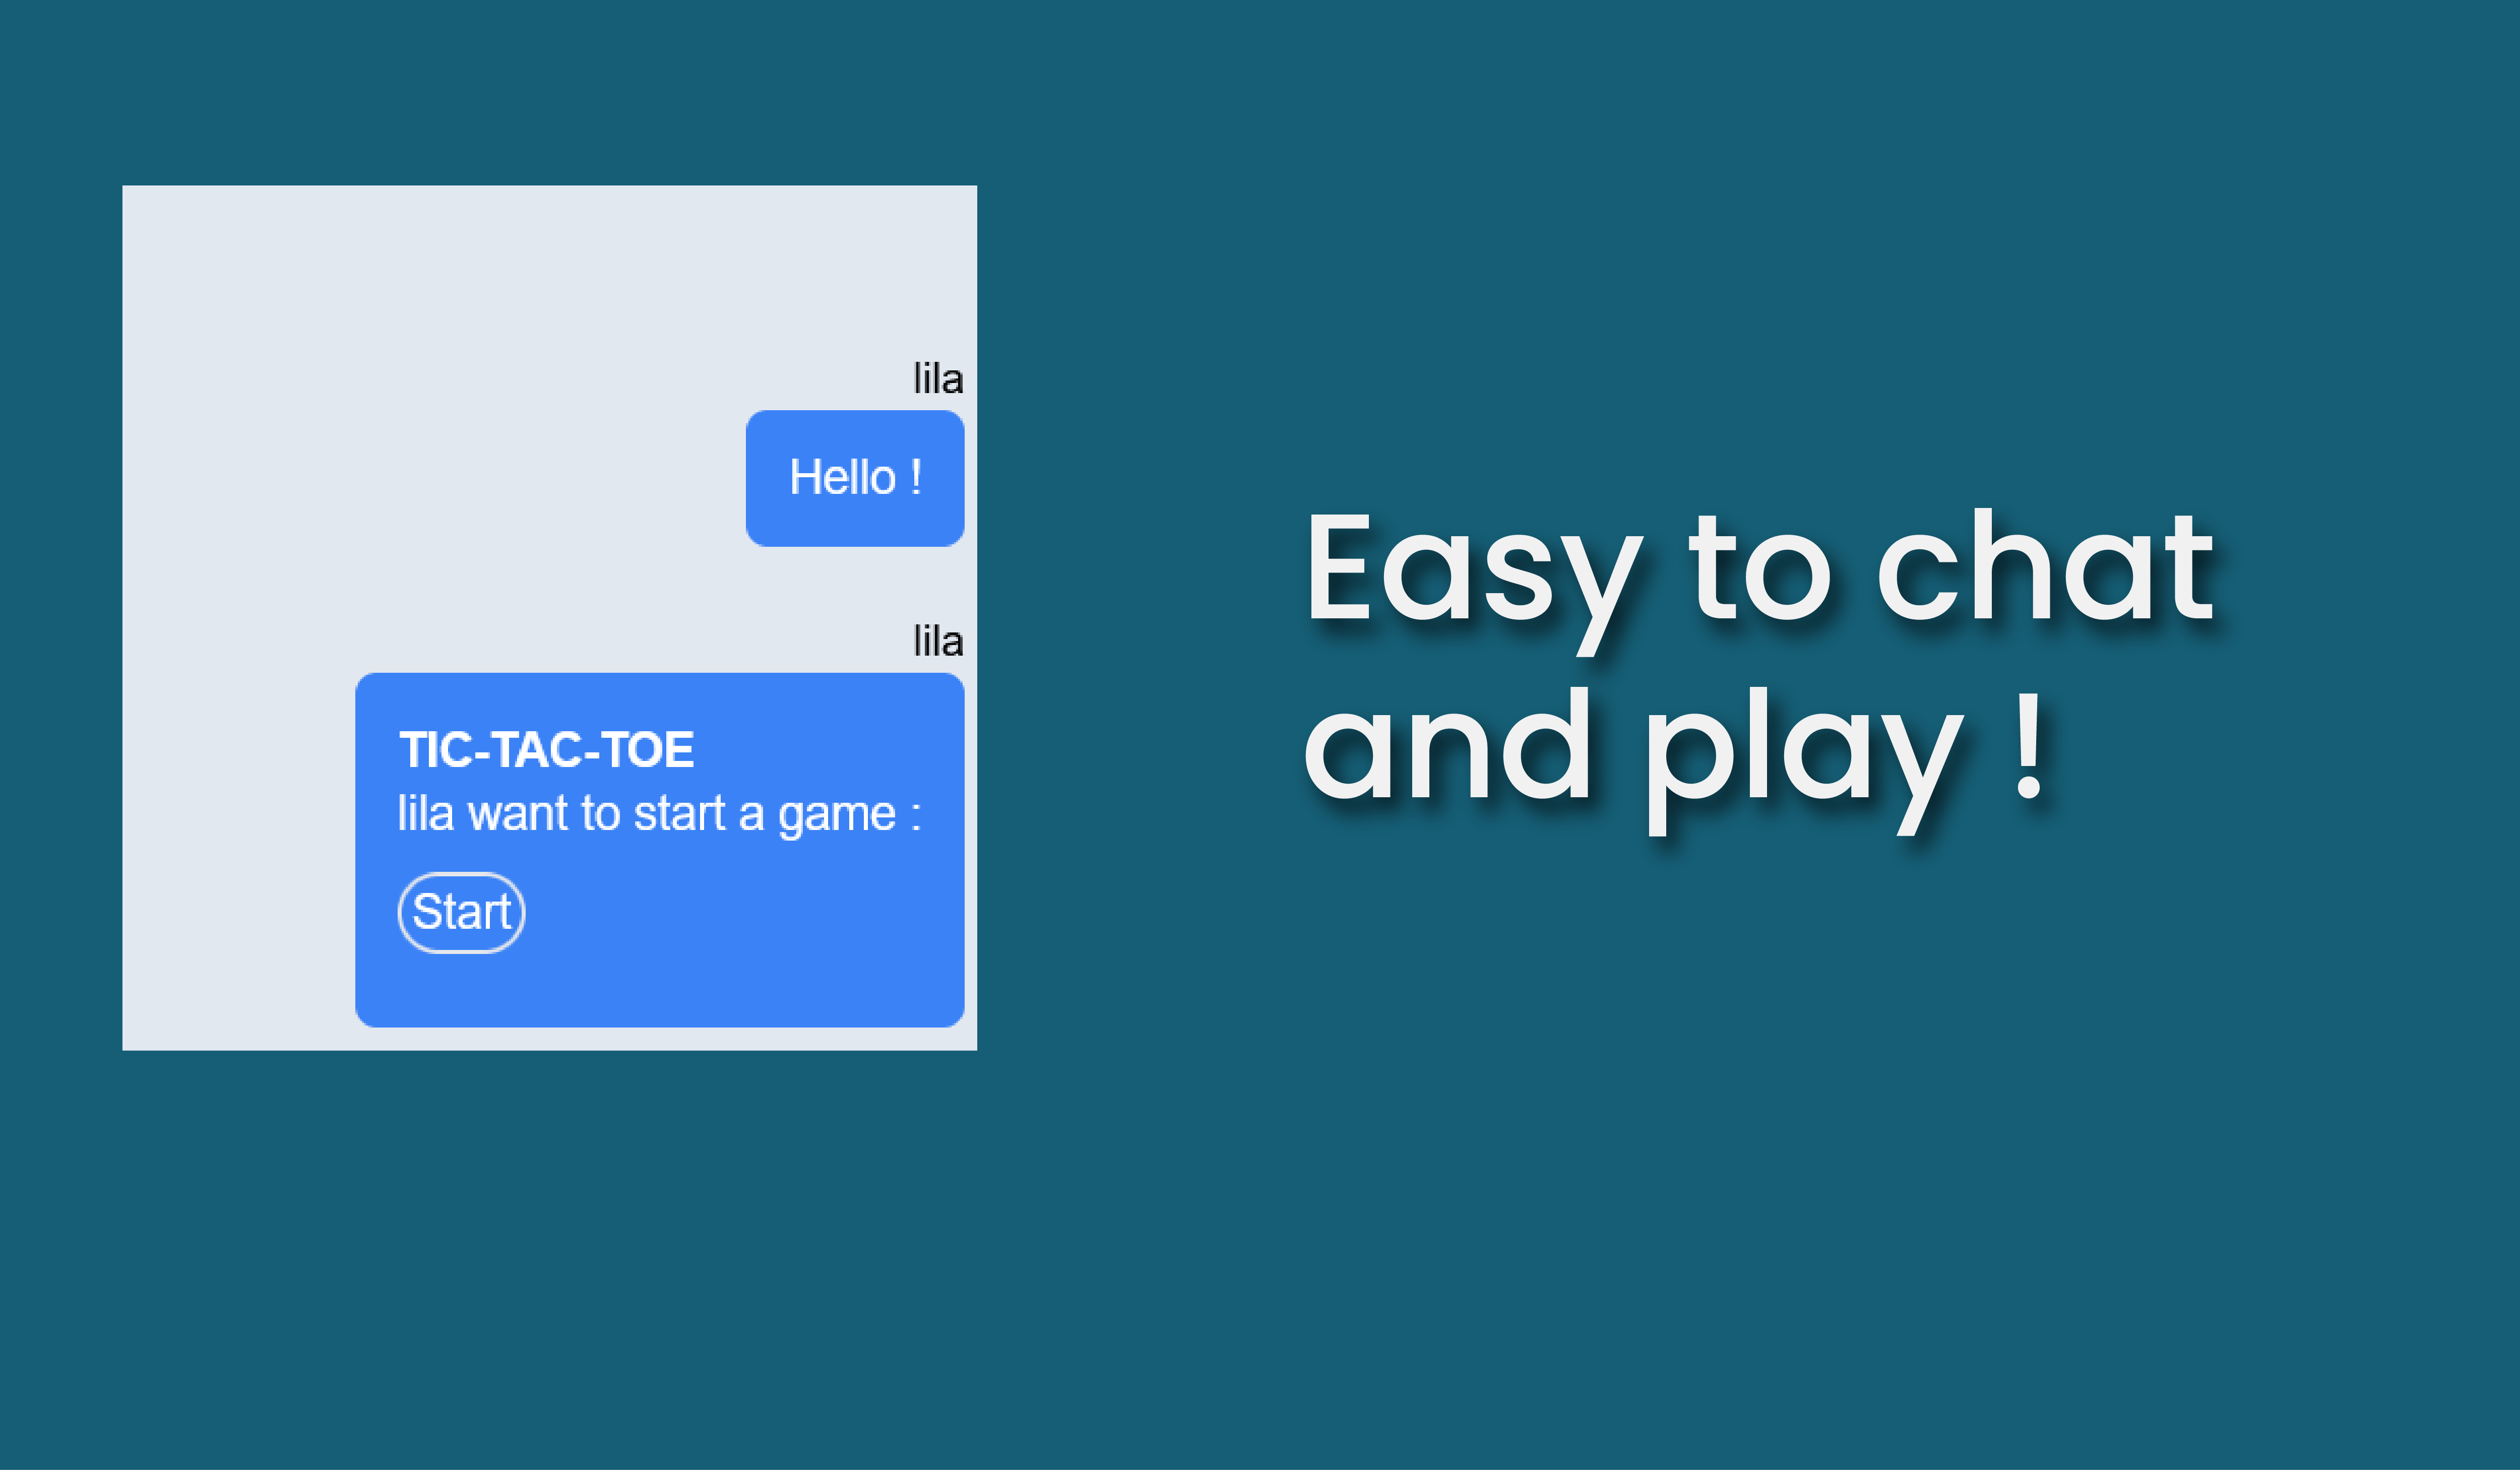 lila
Hello !
lila
TIC-TAC-TOE
lila want to start a game :
Start
Easy to chat
and play !